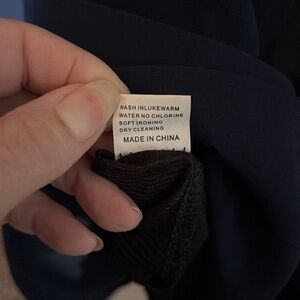 WASH INLUKEWARM
WATER NO CHLORINE
SOFT IRONING
DRY CLEANING
MADE IN CHINA